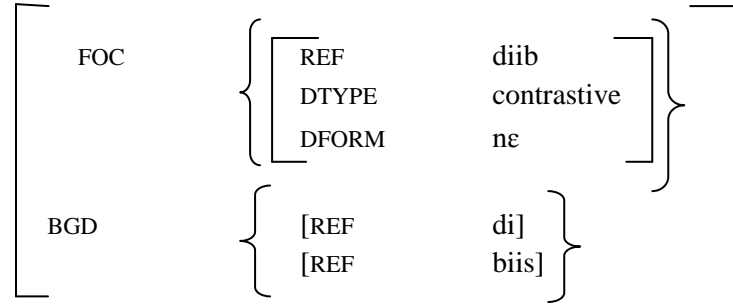 FOC REF diib
DTYPE contrastive
DFORM nɛ
BGD [REF di]
[REF biis]